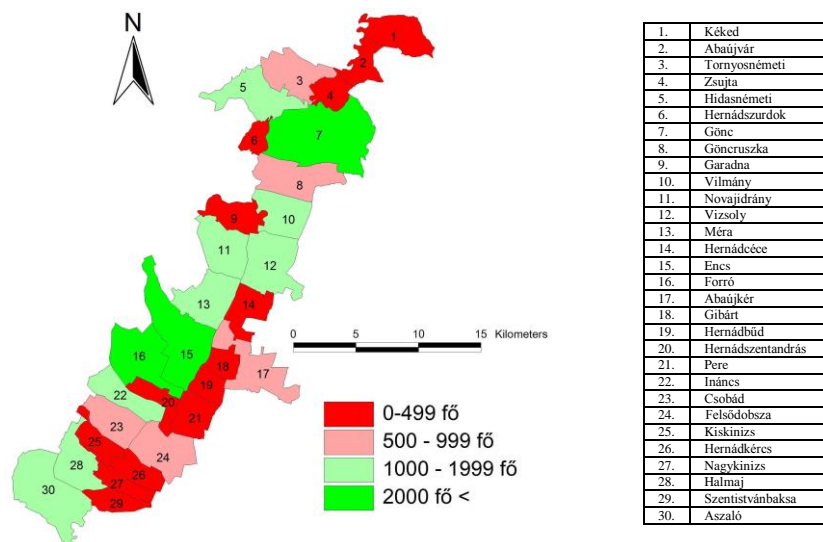 N
1
2
3
4
5
6
7
8
9
10
11
12
13
14
15
16
17
18
19
20
21
22
23
24
25
26
27
28
29
30
0 5 10 15 Kilometers
0-499 fő
500 - 999 fő
1000 - 1999 fő
2000 fő <
1. Kéked
2. Abaújvár
3. Tornyosnémeti
4. Zsujta
5. Hidasnémeti
6. Hernádszurdok
7. Gönc
8. Göncruszka
9. Garadna
10. Vilmány
11. Novajidrány
12. Vizsoly
13. Méra
14. Hernádcéce
15. Encs
16. Forró
17. Abaújkér
18. Gibárt
19. Hernádbűd
20. Hernádszentandrás
21. Pere
22. Ináncs
23. Csobád
24. Felsődobsza
25. Kiskinizs
26. Hernádkércs
27. Nagykinizs
28. Halmaj
29. Szentistvánbaksa
30. Aszaló